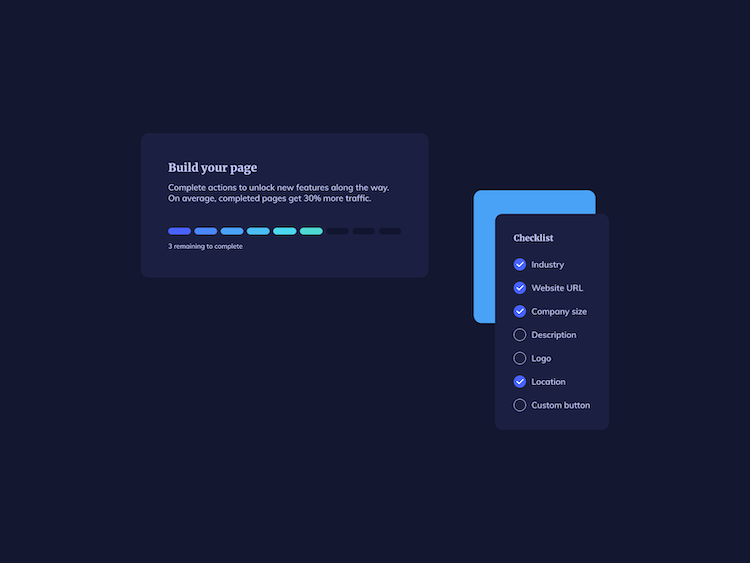 Build your page
Complete actions to unlock new features along the way.
On average, completed pages get 30% more traffic.
3 remaining to complete
Checklist
Industry
Website URL
Company size
Description
Logo
Location
Custom button